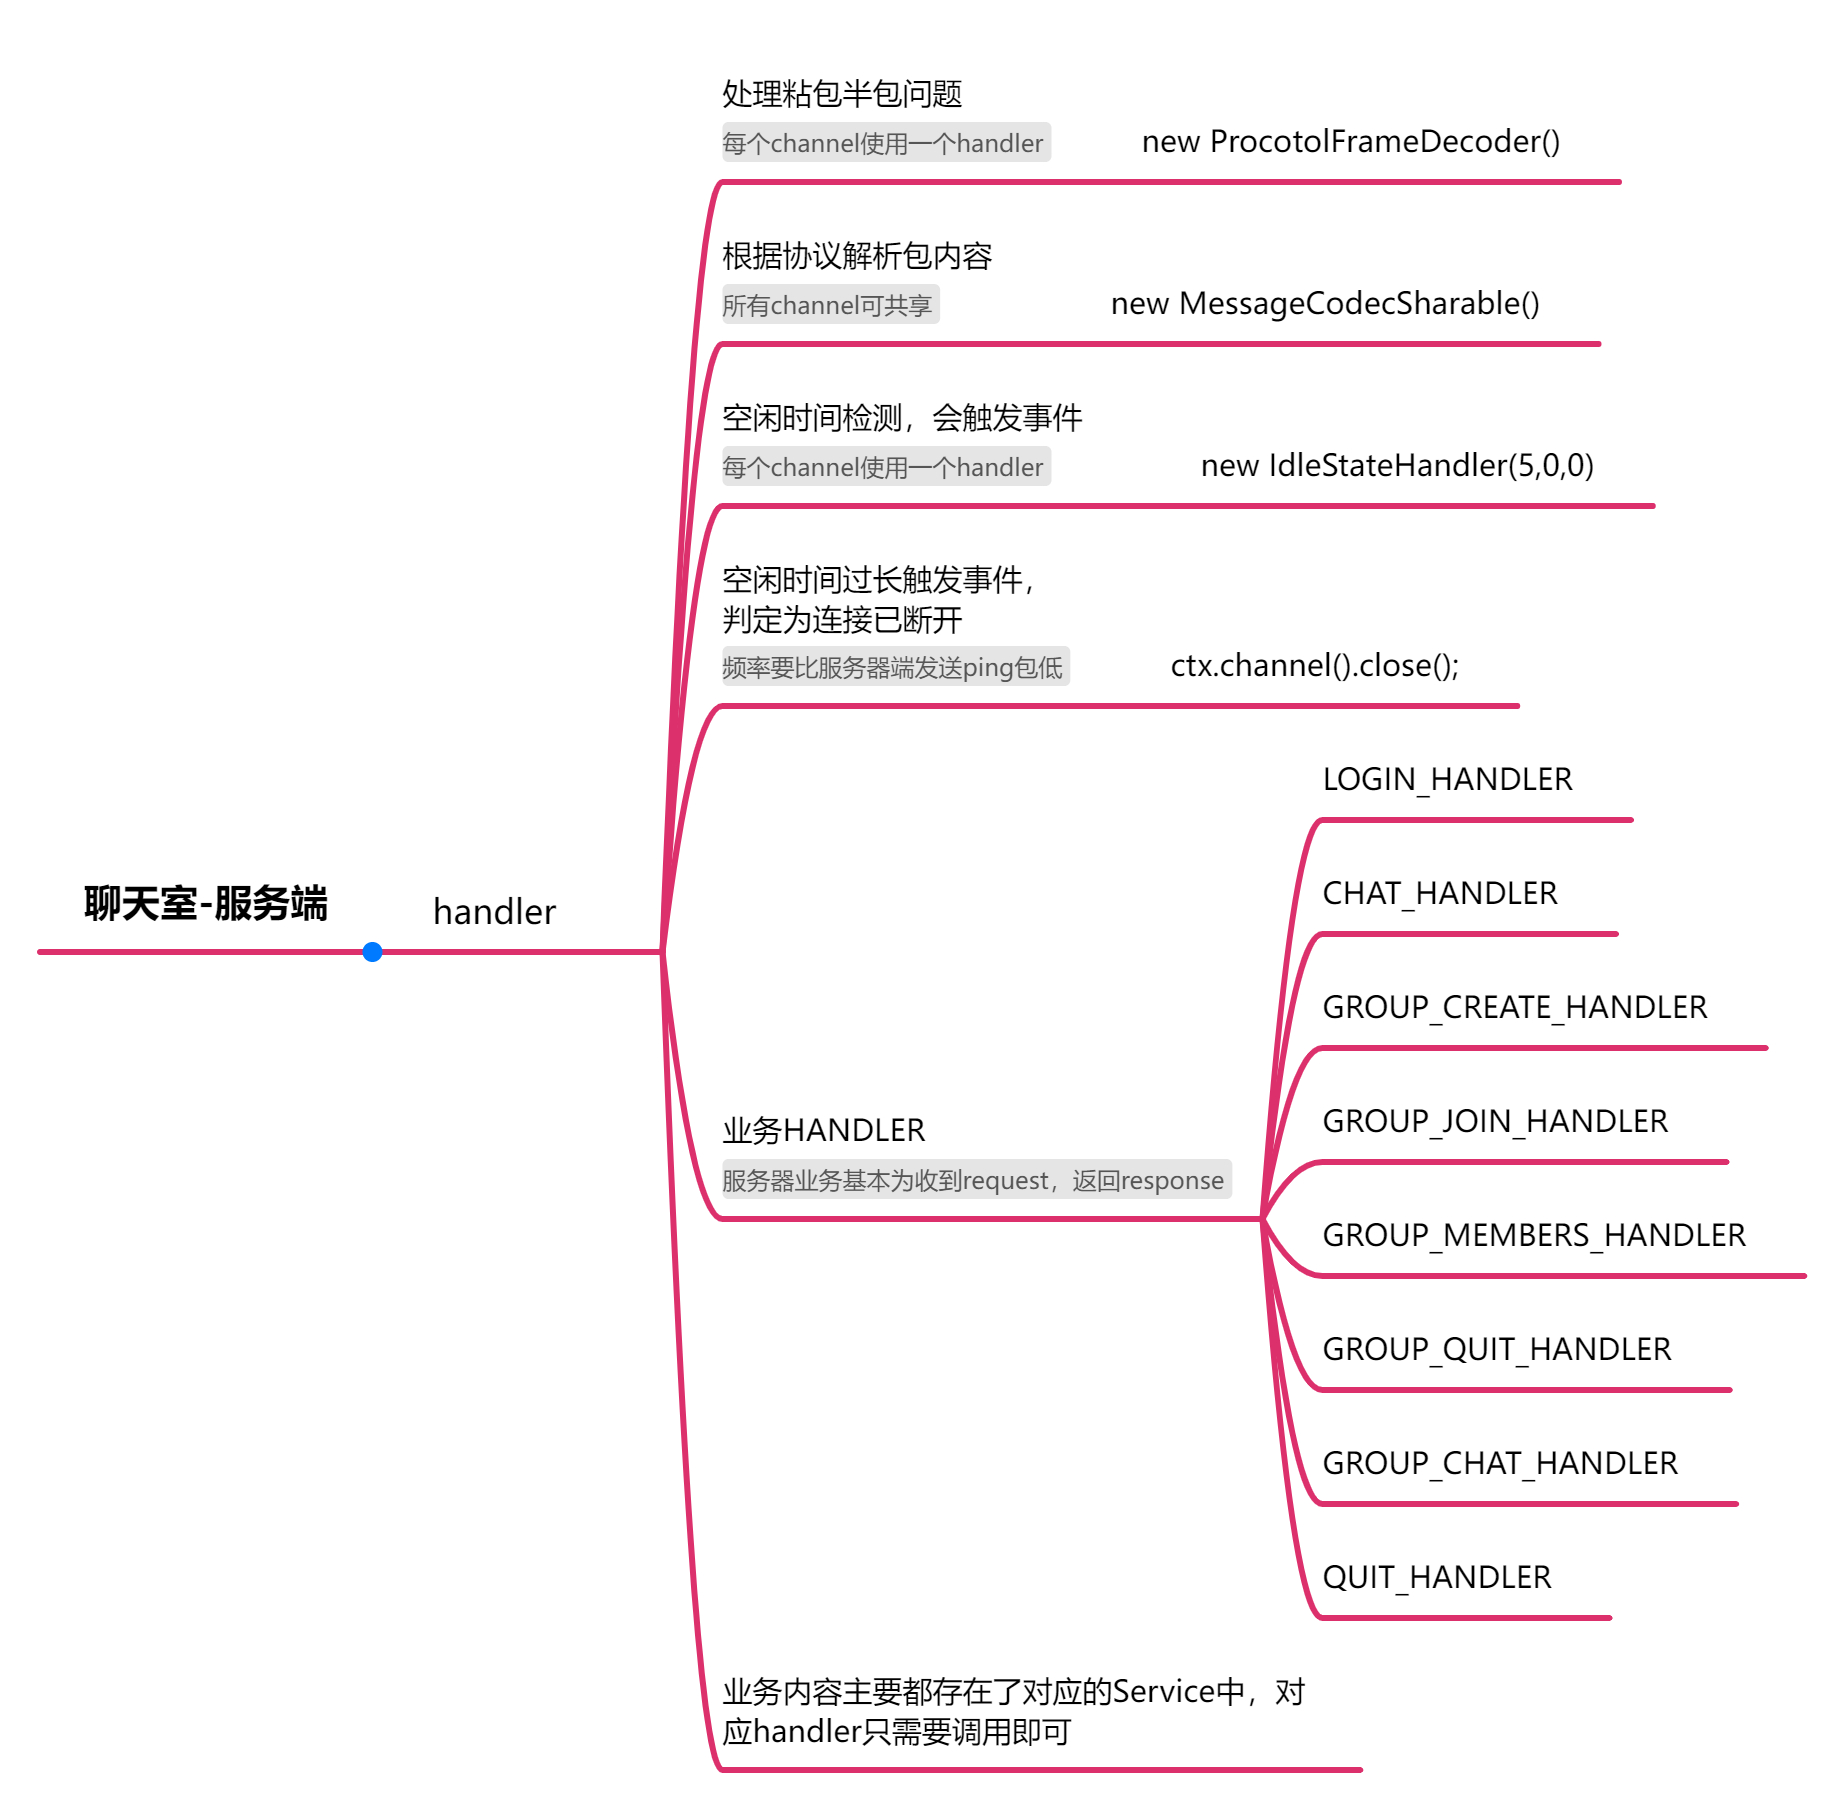 处理粘包半包问题
每个channel使用一个handler
new ProcotolFrameDecoder()
根据协议解析包内容
所有channel可共享
new MessageCodecSharable()
空闲时间检测，会触发事件
每个channel使用一个handler
new IdleStateHandler(5,0,0)
空闲时间过长触发事件，
判定为连接已断开
频率要比服务器端发送ping包低
ctx.channel().close();
聊天室-服务端
handler
业务HANDLER
服务器业务基本为收到request，返回response
LOGIN_HANDLER
CHAT_HANDLER
GROUP_CREATE_HANDLER
GROUP_JOIN_HANDLER
GROUP_MEMBERS_HANDLER
GROUP_QUIT_HANDLER
GROUP_CHAT_HANDLER
QUIT_HANDLER
业务内容主要都存在了对应的Service中，对
应handler只需要调用即可